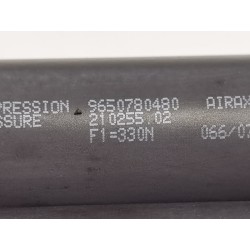 PRESSION 9650780480 AIRAX
SSURE 210255.02
F1=330N 066/07